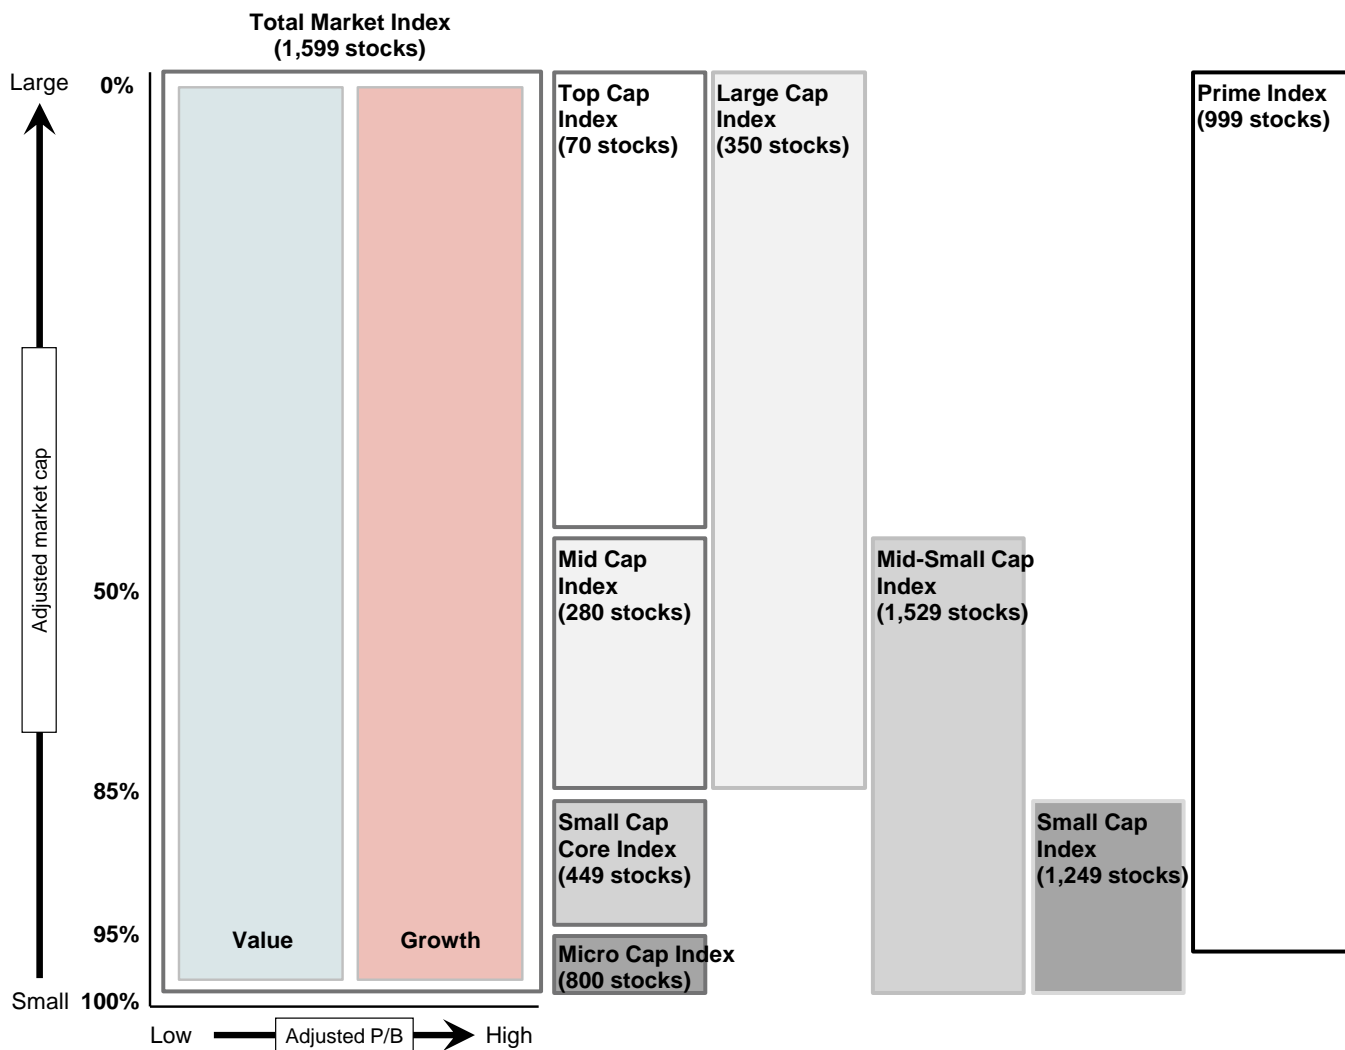 Total Market Index
(1,599 stocks)
Large
0%
Top Cap
Index
(70 stocks)
Large Cap
Index
(350 stocks)
Prime Index
(999 stocks)
Adjusted market cap
50%
Mid Cap
Index
(280 stocks)
Mid-Small Cap
Index
(1,529 stocks)
85%
Small Cap
Core Index
(449 stocks)
Small Cap
Index
(1,249 stocks)
95%
Value
Growth
Micro Cap Index
(800 stocks)
Small
100%
Low
Adjusted P/B
High